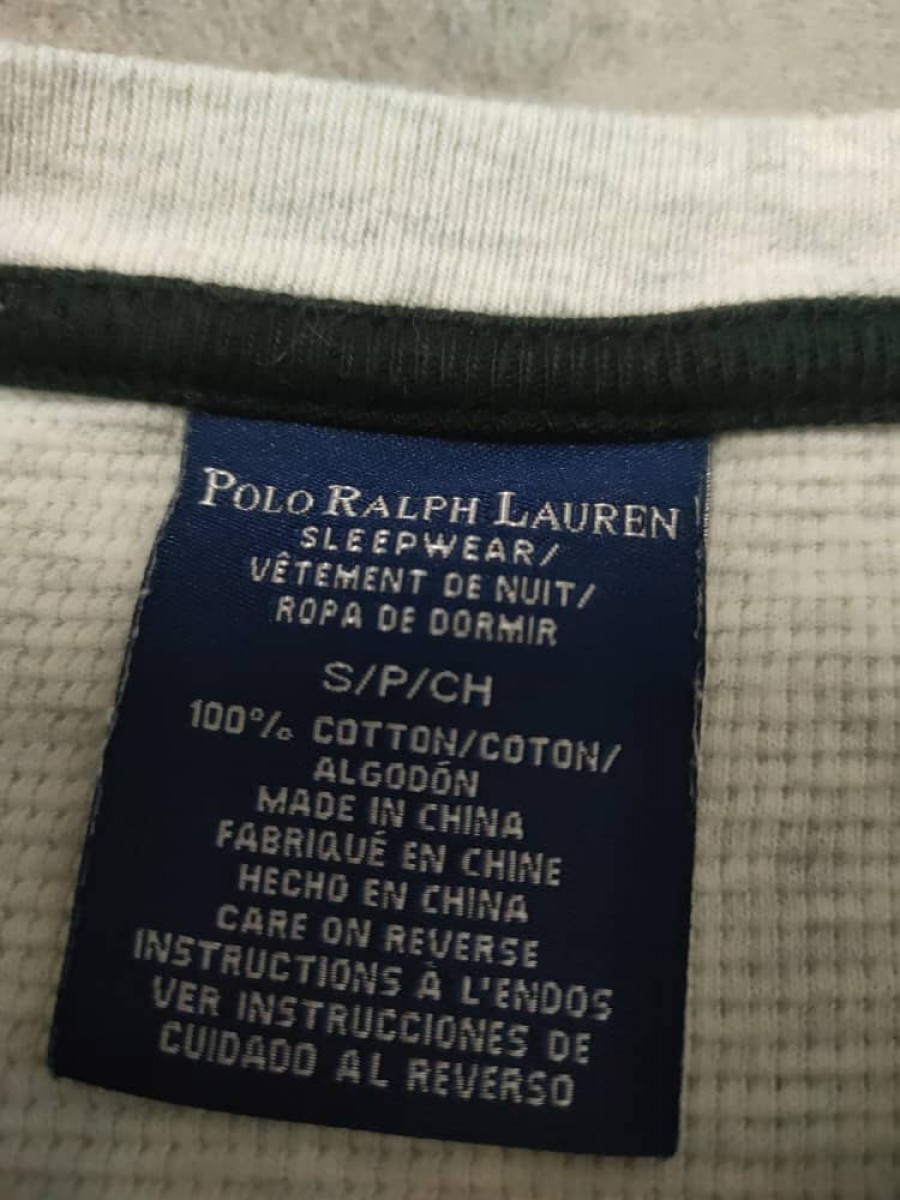 POLO RALPH LAUREN
SLEEPWEAR/
VÊTEMENT DE NUIT/
ROPA DE DORMIR
S/P/CH
100% COTTON/COTON/
ALGODÓN
MADE IN CHINA
FABRIQUÉ EN CHINE
HECHO EN CHINA
CARE ON REVERSE
INSTRUCTIONS À L'ENDOS
VER INSTRUCCIONES DE
CUIDADO AL REVERSO